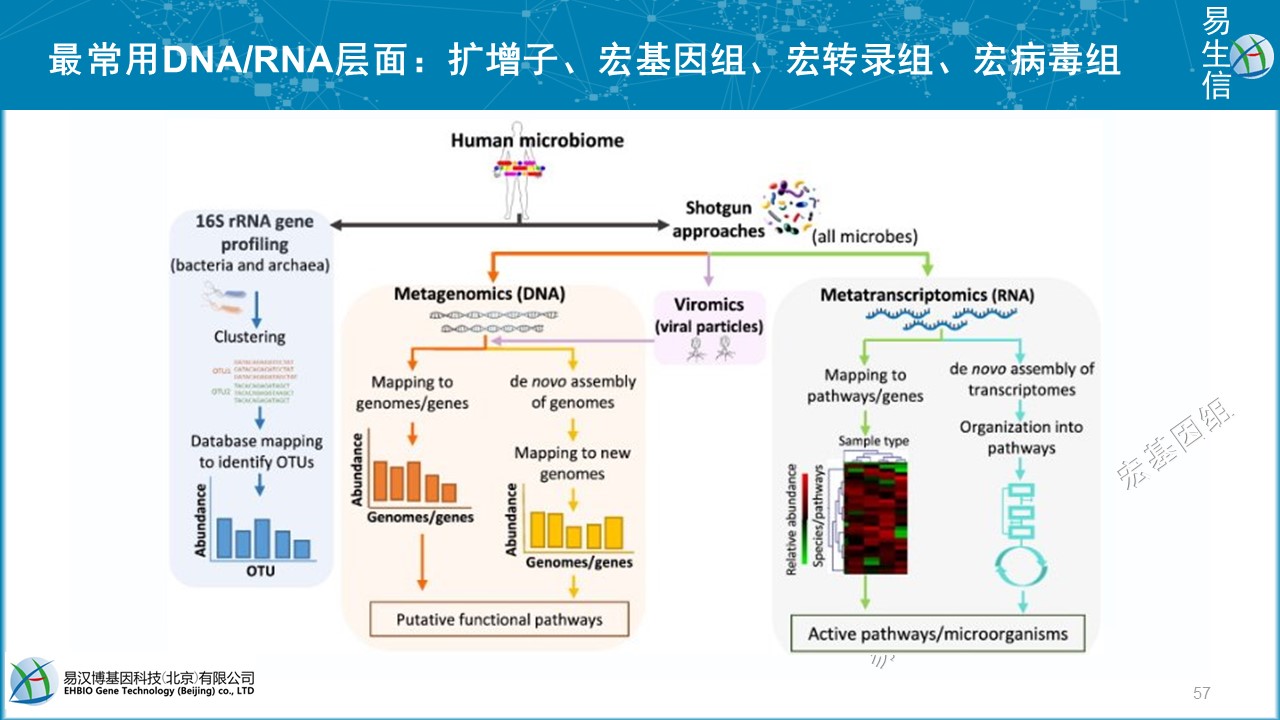 最常用DNA/RNA层面：扩增子、宏基因组、宏转录组、宏病毒组
易生信
Human microbiome
16S rRNA gene
profiling
(bacteria and archaea)
Clustering
OTU1
OTU2
Database mapping
to identify OTUs
Abundance
OTU
Shotgun
approaches
(all microbes)
Metagenomics (DNA)
Mapping to
genomes/genes
Abundance
Genomes/genes
de novo assembly
of genomes
Mapping to new
genomes
Abundance
Genomes/genes
Putative functional pathways
Viromics
(viral particles)
Metatranscriptomics (RNA)
Mapping to
pathways/genes
Sample type
Relative abundance
Species/pathways
de novo assembly of
transcriptomes
Organization into
pathways
Active pathways/microorganisms
宏基因组
易汉博基因科技(北京)有限公司
EHBIO Gene Technology (Beijing) co., LTD
57